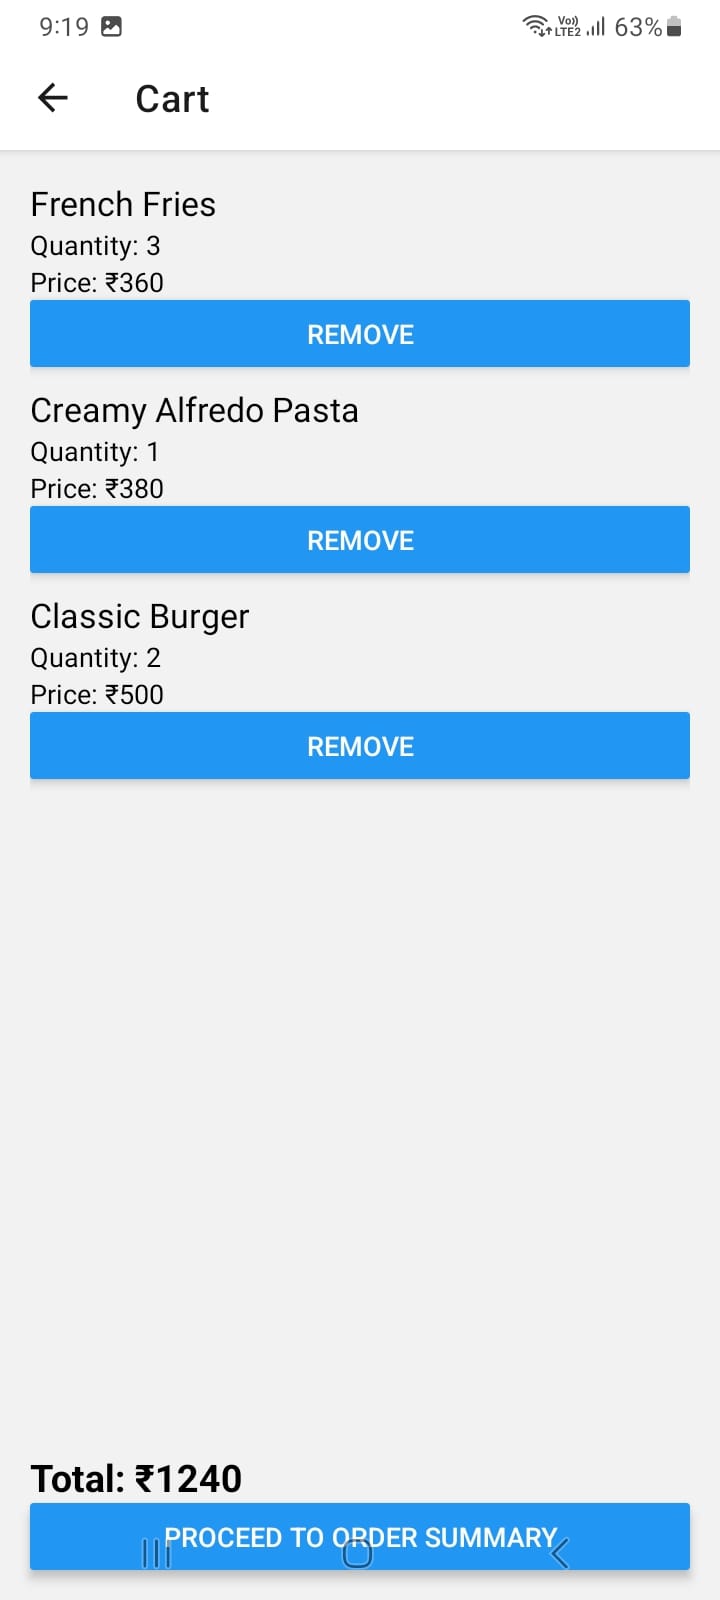 9:19 Vo)) LTE2 63%
Cart
French Fries
Quantity: 3
Price: ₹360
REMOVE
Creamy Alfredo Pasta
Quantity: 1
Price: ₹380
REMOVE
Classic Burger
Quantity: 2
Price: ₹500
REMOVE
Total: ₹1240
PROCEED TO ORDER SUMMARY